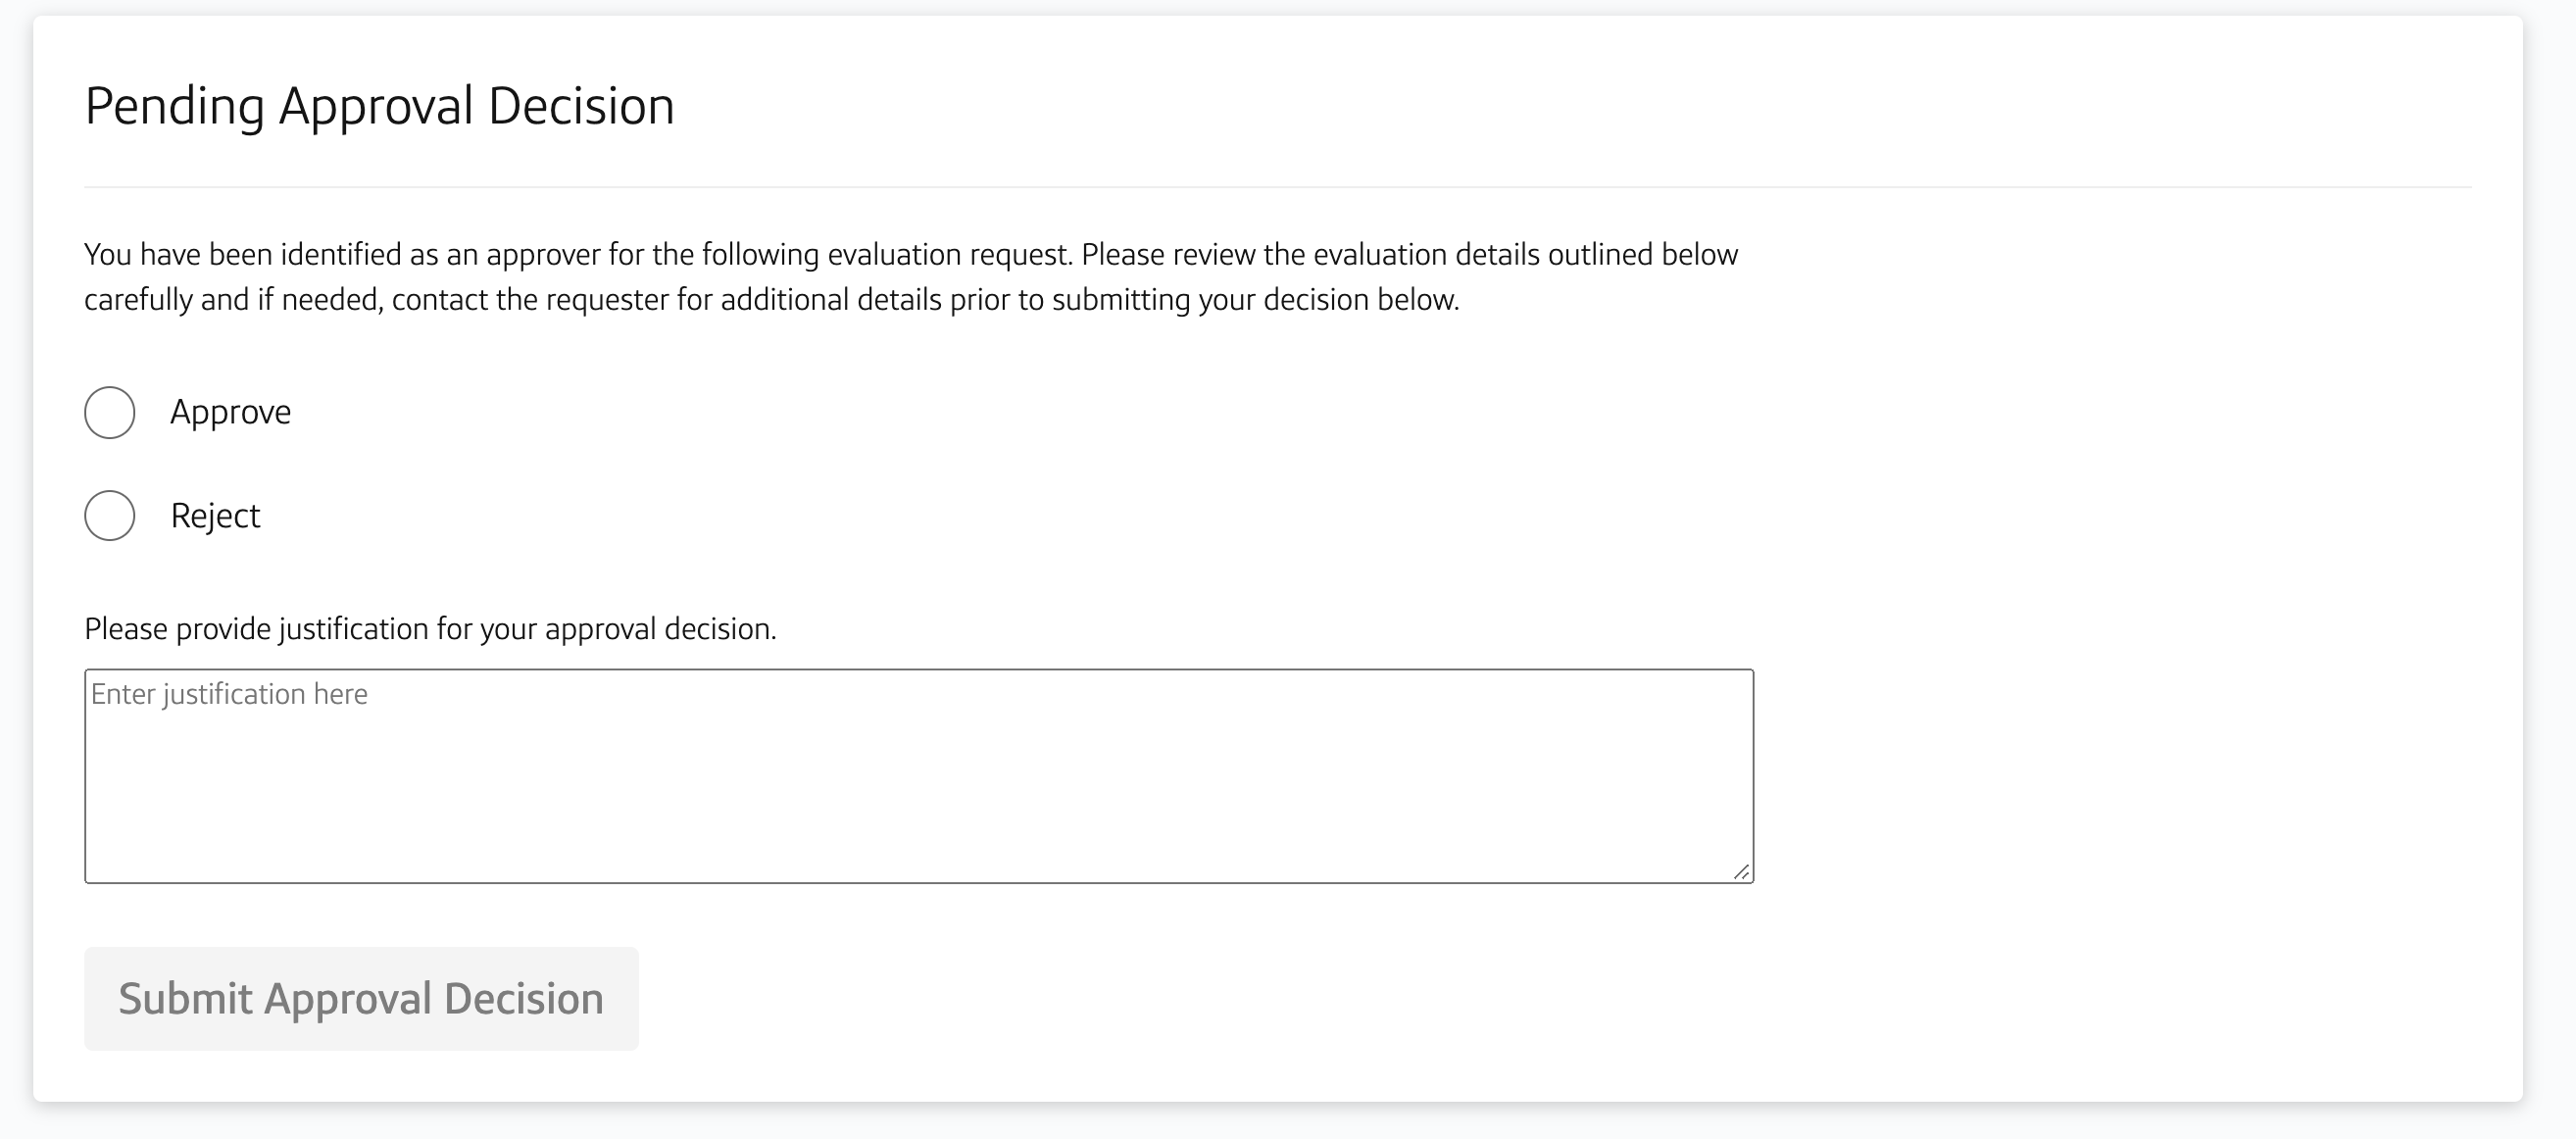 Pending Approval Decision
You have been identified as an approver for the following evaluation request. Please review the evaluation details outlined below
carefully and if needed, contact the requester for additional details prior to submitting your decision below.
Approve
Reject
Please provide justification for your approval decision.
Enter justification here
Submit Approval Decision